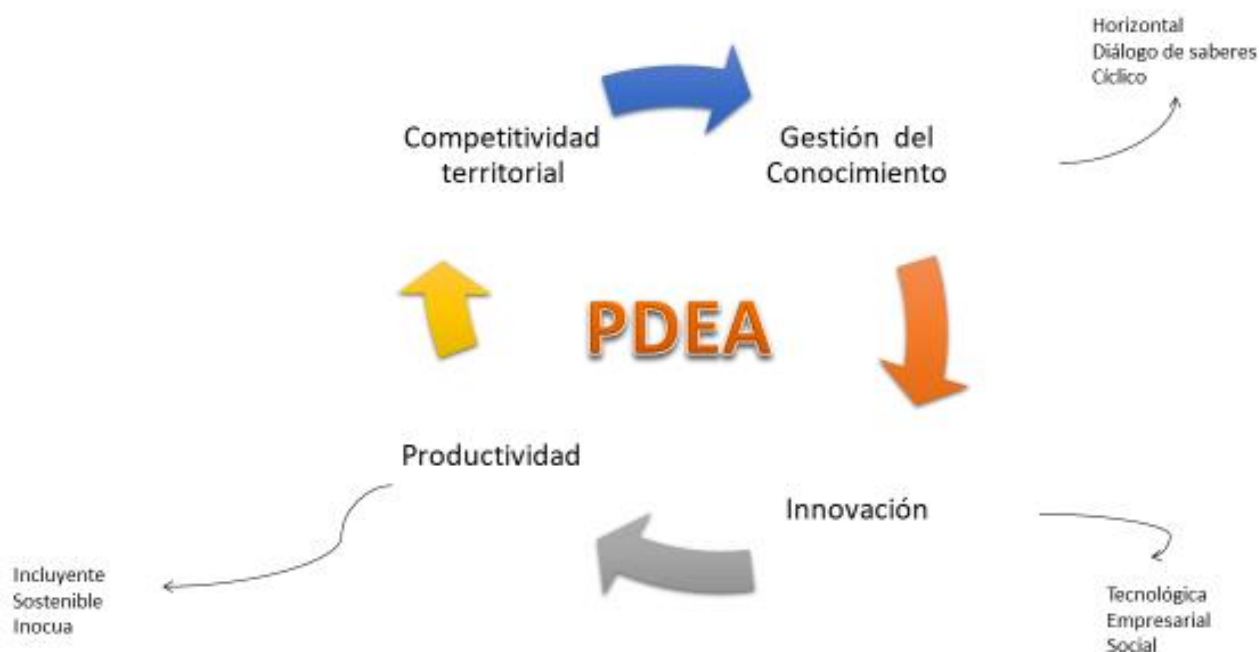 Horizontal
Diálogo de saberes
Cíclico
Competitividad
territorial
Gestión del
Conocimiento
PDEA
Productividad
Innovación
Incluyente
Sostenible
Inocua
Tecnológica
Empresarial
Social